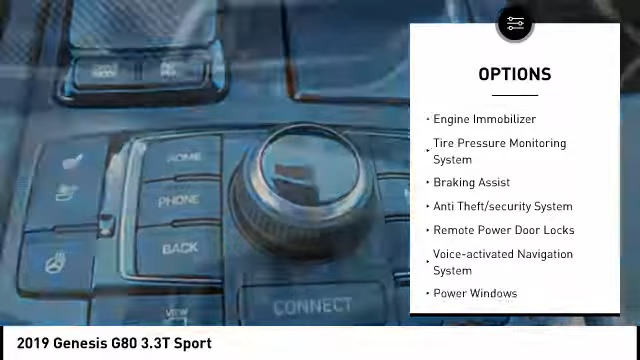 OPTIONS
• Engine Immobilizer
• Tire Pressure Monitoring
System
• Braking Assist
• Anti Theft/security System
• Remote Power Door Locks
• Voice-activated Navigation
System
• Power Windows
HOME
PHONE
BACK
VIEW
CONNECT
2019 Genesis G80 3.3T Sport